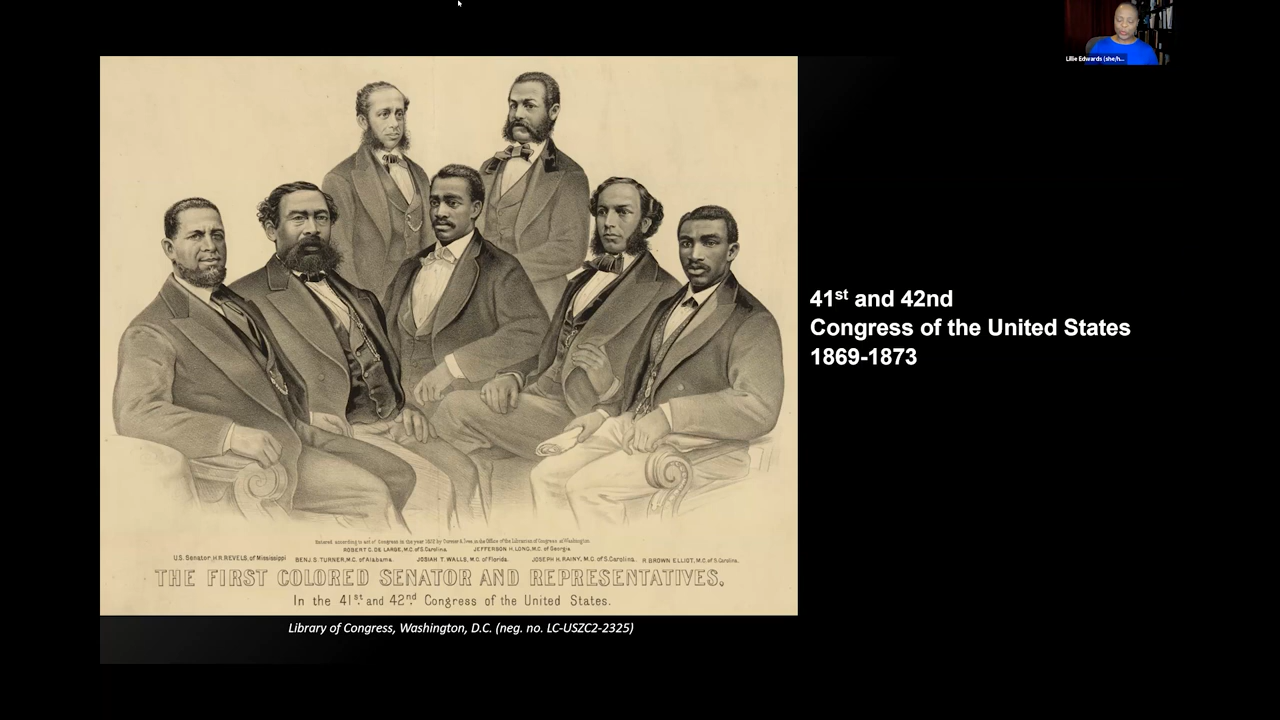 Lillie Edwards (she/h...
41st and 42nd
Congress of the United States
1869-1873
Entered according to act of Congress in the year 1872 by Currier & Ives, in the Office of the Librarian of Congress at Washington.
ROBERT C. DE LARGE, M.C. of S. Carolina. JEFFERSON H. LONG, M.C. of Georgia.
U.S. Senator, H.R. REVELS, of Mississippi BENJ. S. TURNER, M.C. of Alabama. JOSIAH T. WALLS, M.C. of Florida. JOSEPH H. RAINY, M.C. of S. Carolina. R. BROWN ELLIOT, M.C. of S. Carolina.
THE FIRST COLORED SENATOR AND REPRESENTATIVES,
In the 41st and 42nd Congress of the United States.
Library of Congress, Washington, D.C. (neg. no. LC-USZC2-2325)